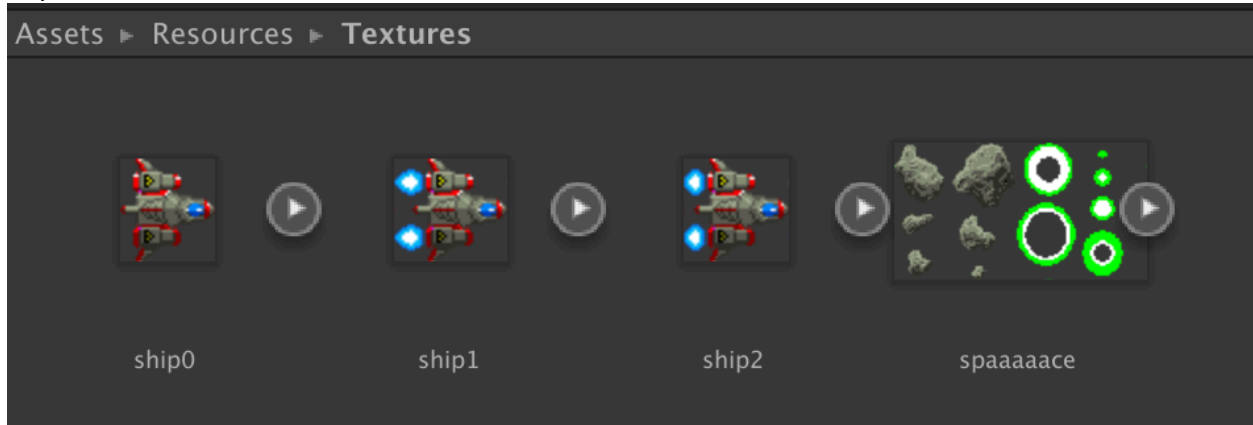 Assets ▸ Resources ▸ Textures
ship0
ship1
ship2
spaaaaace